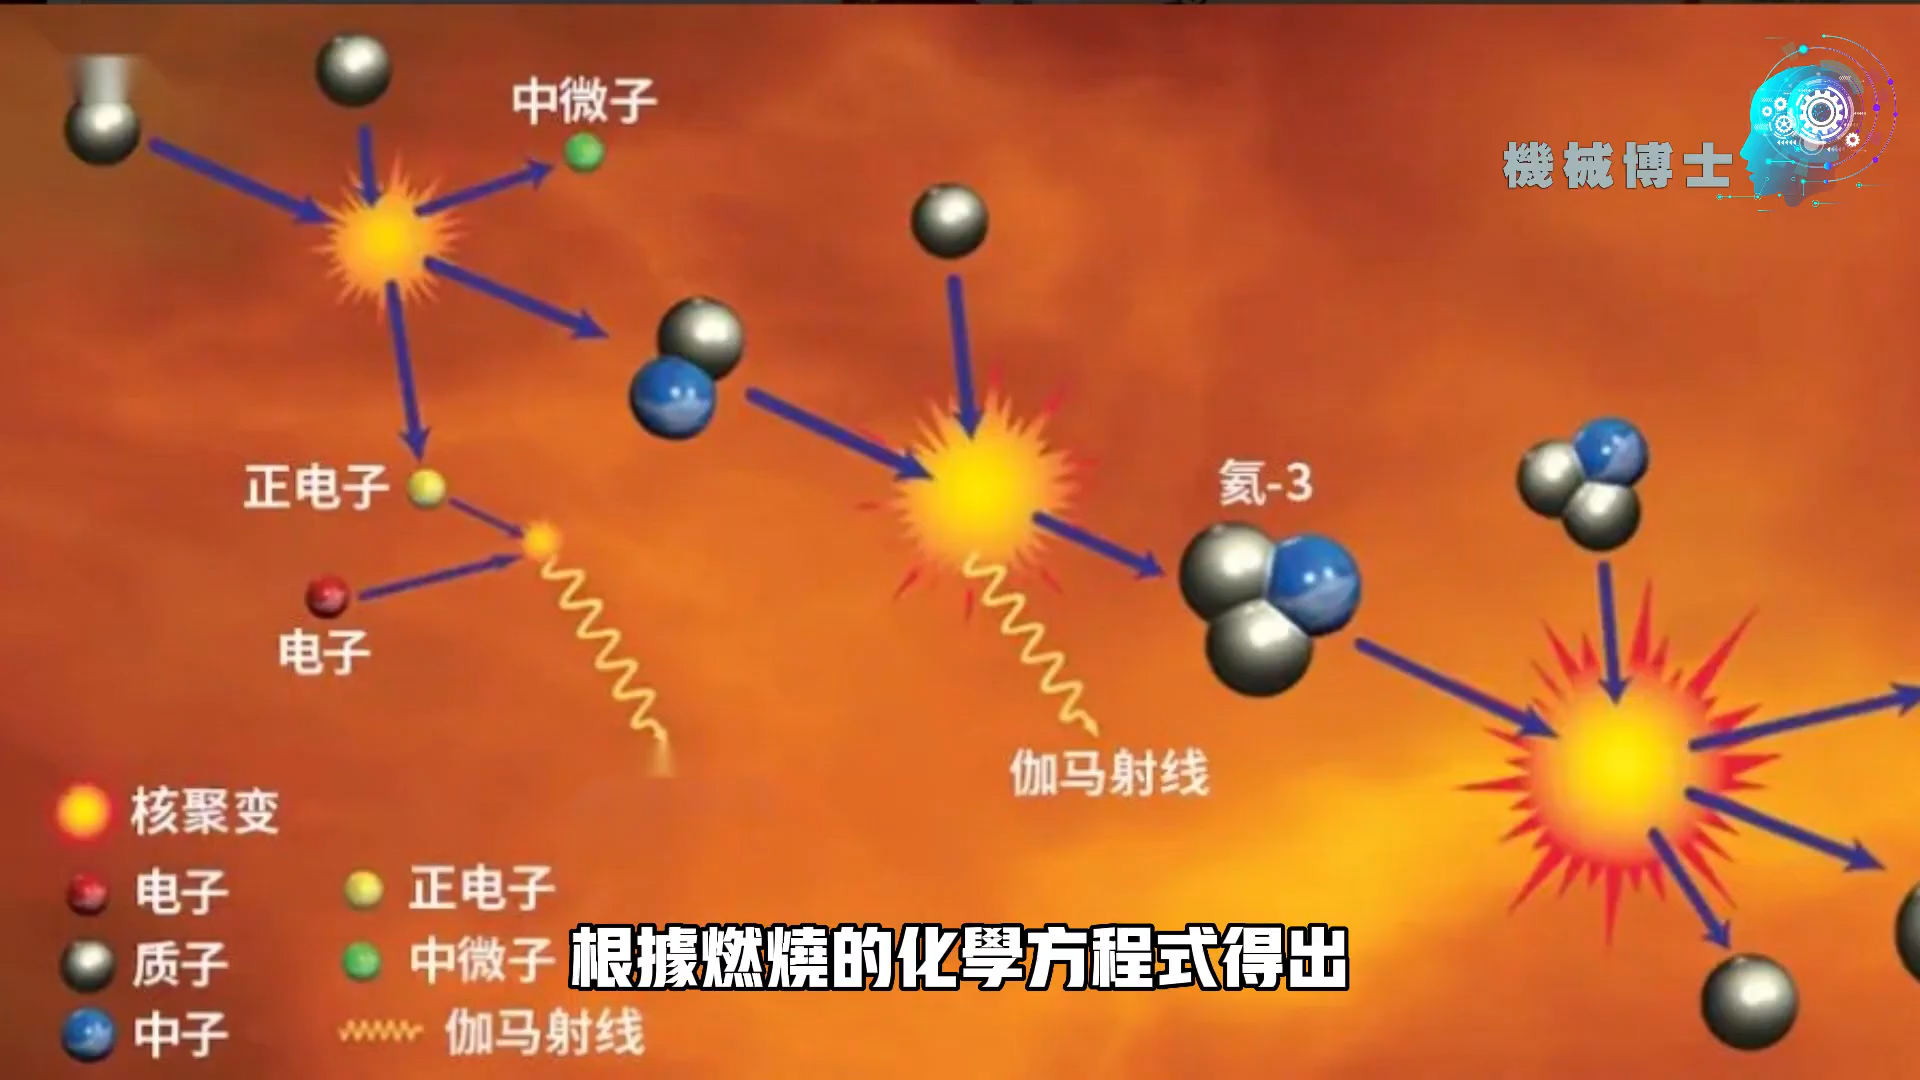 中微子
機械博士
正电子
氦-3
电子
伽马射线
核聚变
电子
正电子
质子
中微子
中子
伽马射线
根據燃燒的化學方程式得出